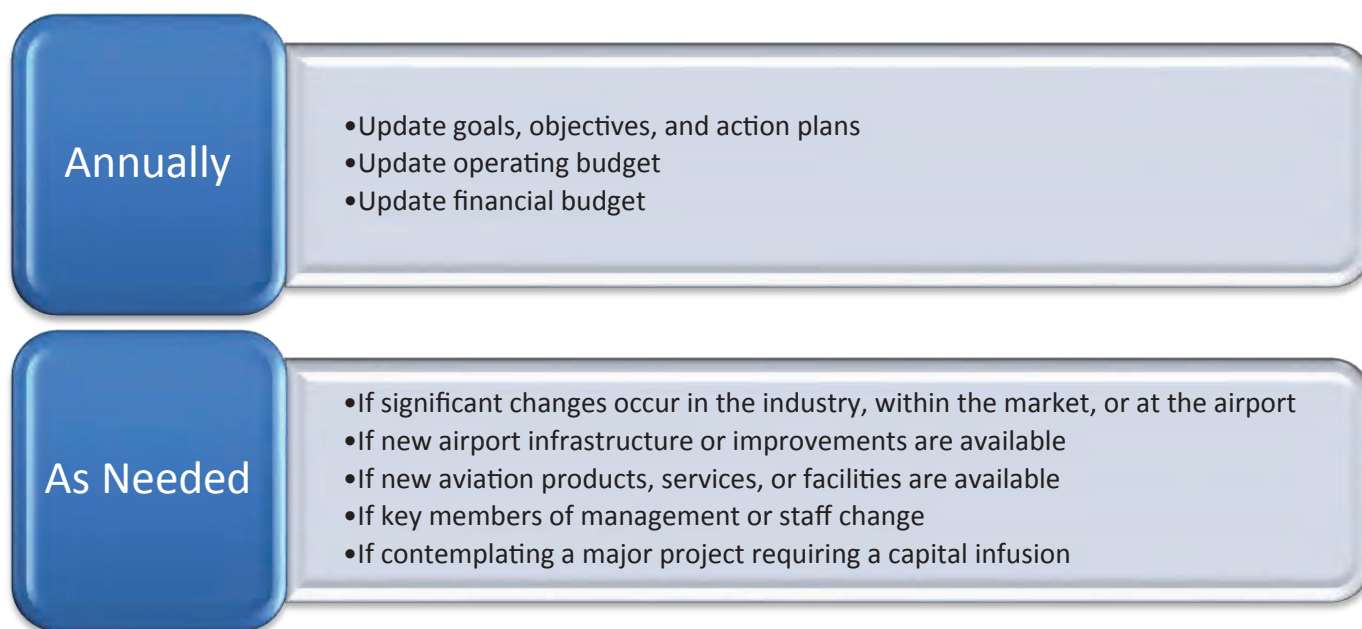 Annually
•Update goals, objectives, and action plans
•Update operating budget
•Update financial budget
As Needed
•If significant changes occur in the industry, within the market, or at the airport
•If new airport infrastructure or improvements are available
•If new aviation products, services, or facilities are available
•If key members of management or staff change
•If contemplating a major project requiring a capital infusion